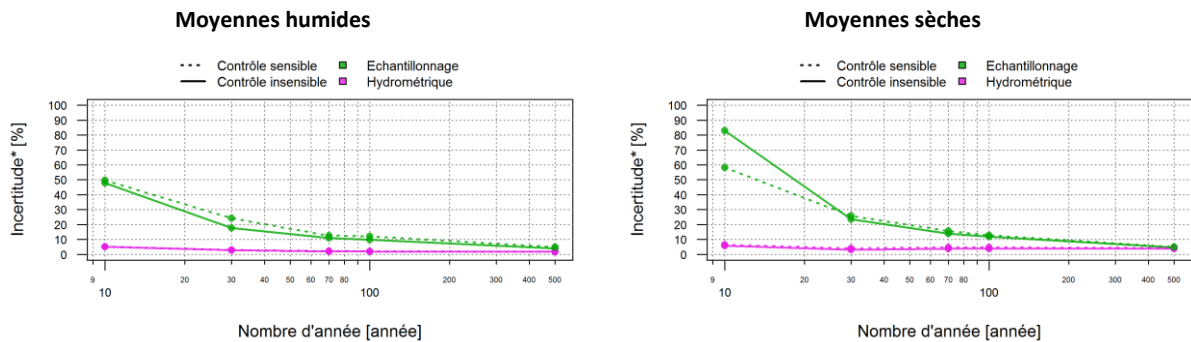 Moyennes humides
Contrôle sensible
Echantillonnage
Contrôle insensible
Hydrométrique
Incertitude* [%]
100
90
80
70
60
50
40
30
20
10
0
9 20 30 40 50 60 70 80 200 300 400 500
10 100
Nombre d'année [année]
Moyennes sèches
Contrôle sensible
Echantillonnage
Contrôle insensible
Hydrométrique
Incertitude* [%]
100
90
80
70
60
50
40
30
20
10
0
9 20 30 40 50 60 70 80 200 300 400 500
10 100
Nombre d'année [année]